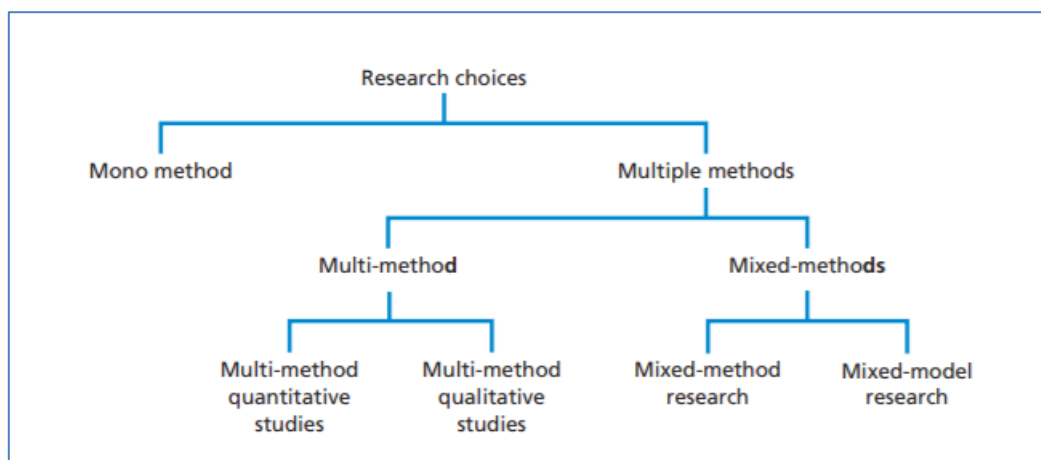 Research choices
Mono method
Multiple methods
Multi-method
Mixed-methods
Multi-method
quantitative
studies
Multi-method
qualitative
studies
Mixed-method
research
Mixed-model
research